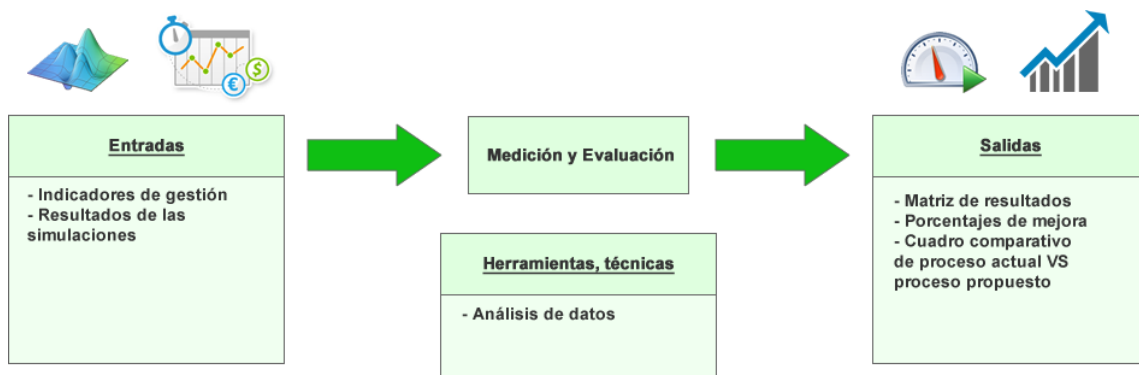 Entradas
- Indicadores de gestión
- Resultados de las
simulaciones
Medición y Evaluación
Herramientas, técnicas
- Análisis de datos
Salidas
- Matriz de resultados
- Porcentajes de mejora
- Cuadro comparativo
de proceso actual VS
proceso propuesto
€
$